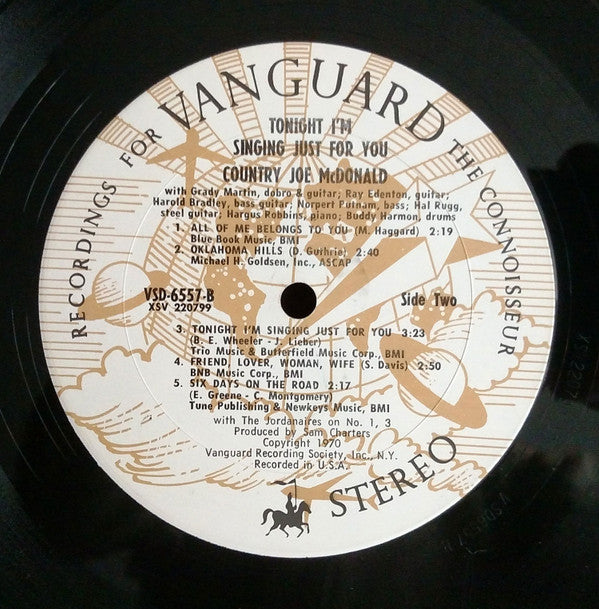 RECORDINGS FOR VANGUARD THE CONNOISSEUR
TONIGHT I'M
SINGING JUST FOR YOU
COUNTRY JOE McDONALD
with Grady Martin, dobro & guitar; Ray Edenton, guitar;
Harold Bradley, bass guitar; Norpert Putnam, bass; Hal Rugg,
steel guitar; Hargus Robbins, piano; Buddy Harmon, drums
1. ALL OF ME BELONGS TO YOU (M. Haggard) 2:19
Blue Book Music, BMI
2. OKLAHOMA HILLS (D. Guthrie) 2:40
Michael H. Goldsen, Inc., ASCAP
VSD-6557-B Side Two
XSV 220799
3. TONIGHT I'M SINGING JUST FOR YOU 3:23
(B. E. Wheeler - J. Lieber)
Trio Music & Butterfield Music Corp., BMI
4. FRIEND, LOVER, WOMAN, WIFE (S. Davis) 2:50
BNB Music Corp., BMI
5. SIX DAYS ON THE ROAD 2:17
(E. Greene - C. Montgomery)
Tune Publishing & Newkeys Music, BMI
with The Jordanaires on No. 1, 3
Produced by Sam Charters
Copyright 1970
Vanguard Recording Society, Inc., N.Y.
Recorded in U.S.A.
STEREO